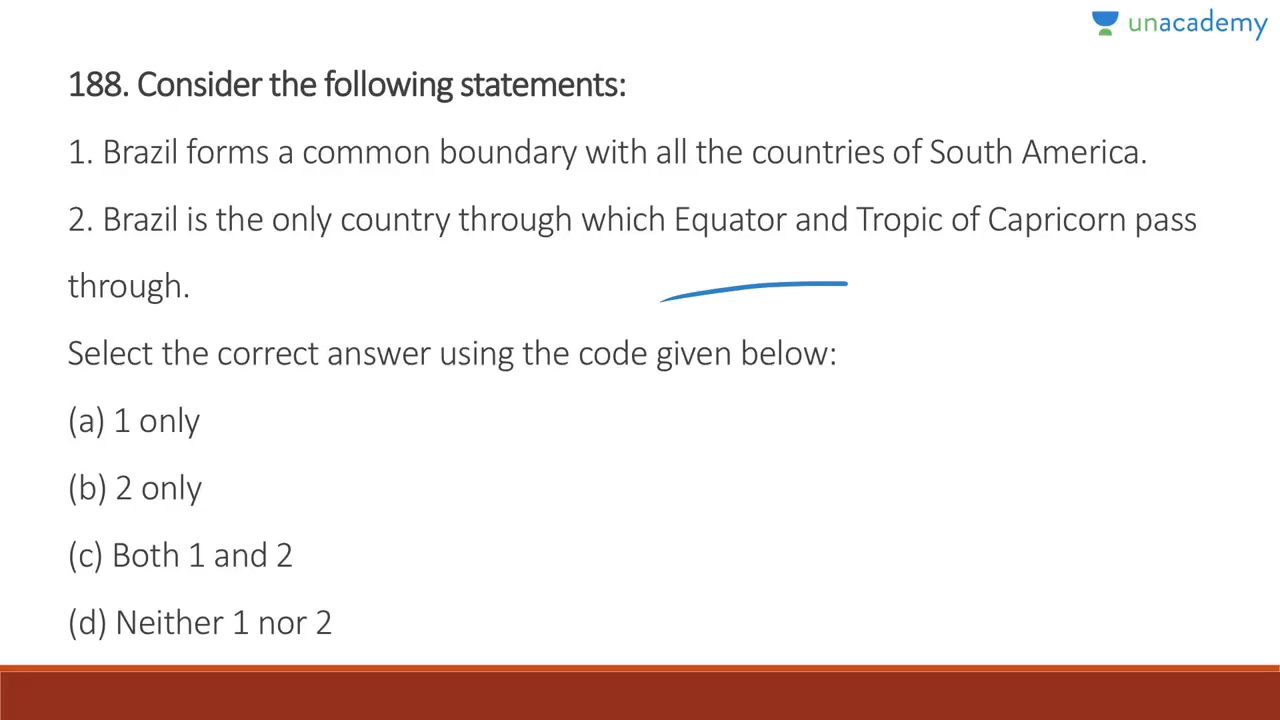 unacademy
188. Consider the following statements:
1. Brazil forms a common boundary with all the countries of South America.
2. Brazil is the only country through which Equator and Tropic of Capricorn pass
through.
Select the correct answer using the code given below:
(a) 1 only
(b) 2 only
(c) Both 1 and 2
(d) Neither 1 nor 2